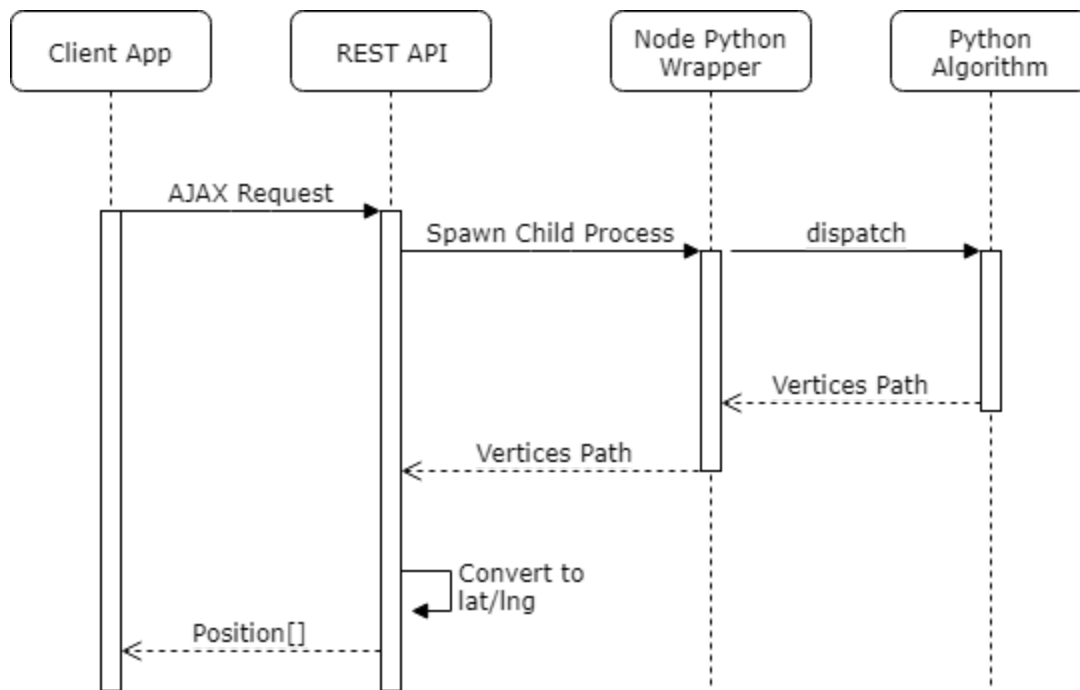 Client App
REST API
Node Python
Wrapper
Python
Algorithm
AJAX Request
Spawn Child Process
dispatch
Vertices Path
Vertices Path
Convert to
lat/lng
Position[]